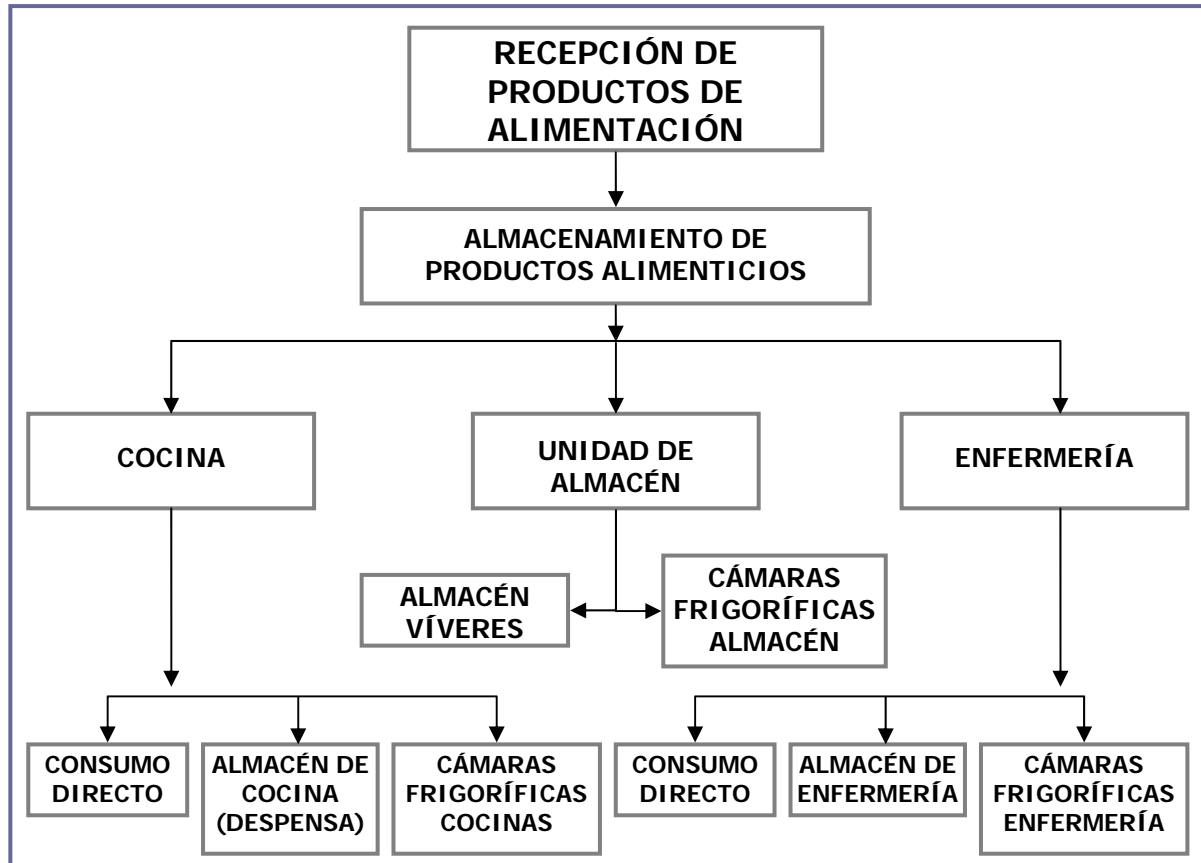 RECEPCIÓN DE
PRODUCTOS DE
ALIMENTACIÓN
ALMACENAMIENTO DE
PRODUCTOS ALIMENTICIOS
COCINA
UNIDAD DE
ALMACÉN
ENFERMERÍA
ALMACÉN
VÍVERES
CÁMARAS
FRIGORÍFICAS
ALMACÉN
CONSUMO
DIRECTO
ALMACÉN DE
COCINA
(DESPENSA)
CÁMARAS
FRIGORÍFICAS
COCINAS
CONSUMO
DIRECTO
ALMACÉN DE
ENFERMERÍA
CÁMARAS
FRIGORÍFICAS
ENFERMERÍA